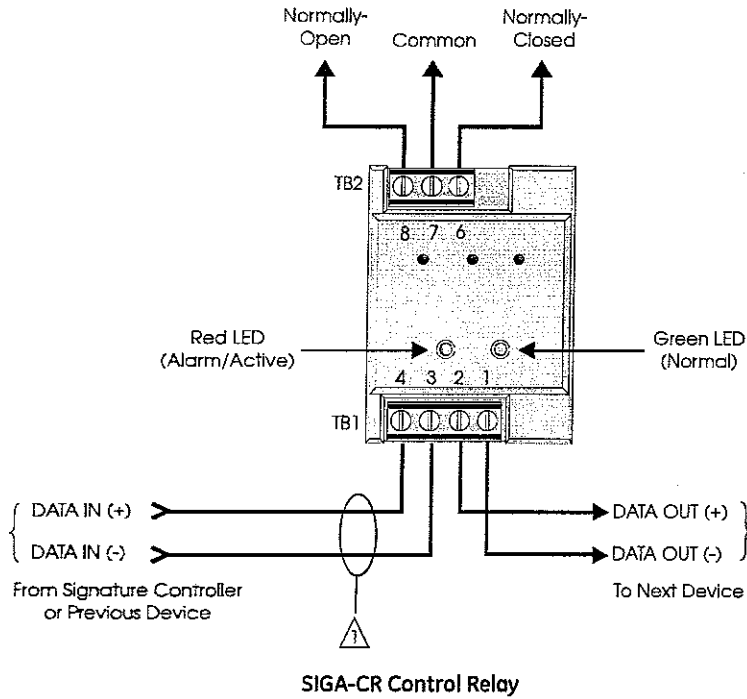 Normally-
Open
Common
Normally-
Closed
TB2
8 7 6
Red LED
(Alarm/Active)
Green LED
(Normal)
4 3 2 1
TB1
DATA IN (+)
DATA OUT (+)
DATA IN (-)
DATA OUT (-)
From Signature Controller
or Previous Device
To Next Device
1
SIGA-CR Control Relay